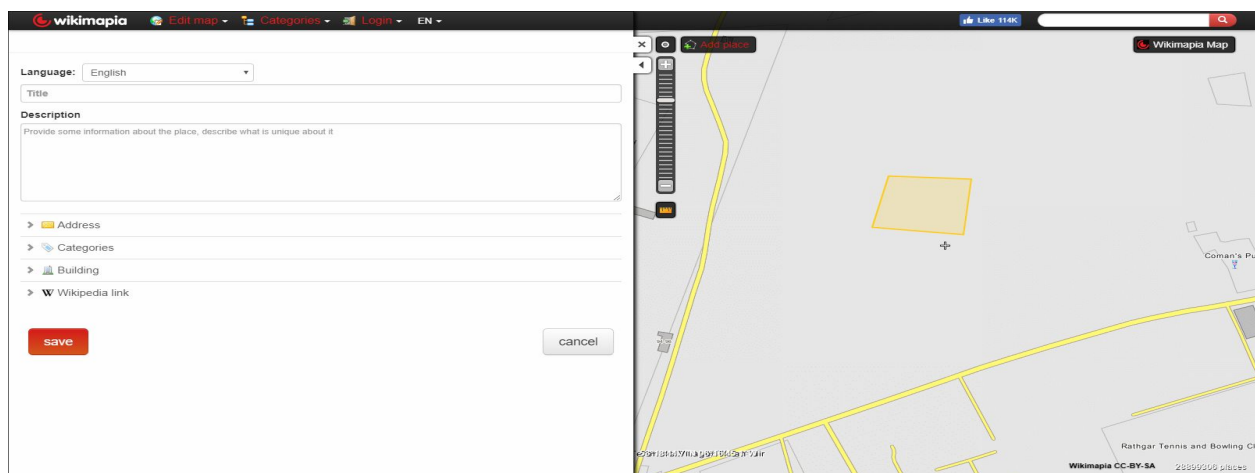 wikimapia Edit map Categories Login EN
Like 114K
Add place
Wikimapia Map
Language: English
Title
Description
Provide some information about the place, describe what is unique about it
Address
Categories
Building
W Wikipedia link
save cancel
Coman's Pu
Rathgar Tennis and Bowling Cl
Wikimapia CC-BY-SA 28899306 places